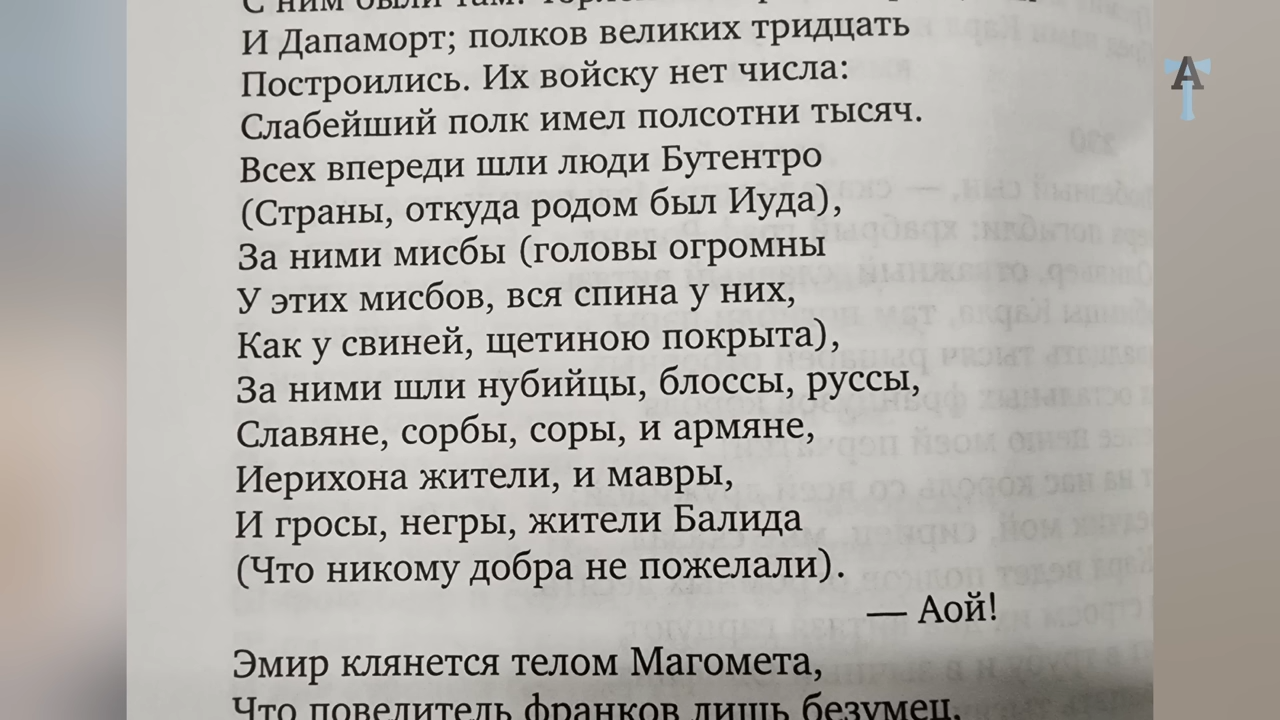 С ним были там:
И Дапаморт; полков великих тридцать
Построились. Их войску нет числа:
Слабейший полк имел полсотни тысяч.
Всех впереди шли люди Бутентро
(Страны, откуда родом был Иуда),
За ними мисбы (головы огромны
У этих мисбов, вся спина у них,
Как у свиней, щетиною покрыта),
За ними шли нубийцы, блоссы, руссы,
Славяне, сорбы, соры, и армяне,
Иерихона жители, и мавры,
И гросы, негры, жители Балида
(Что никому добра не пожелали).
— Аой!
Эмир клянется телом Магомета,
Что повелитель франков лишь безумец,